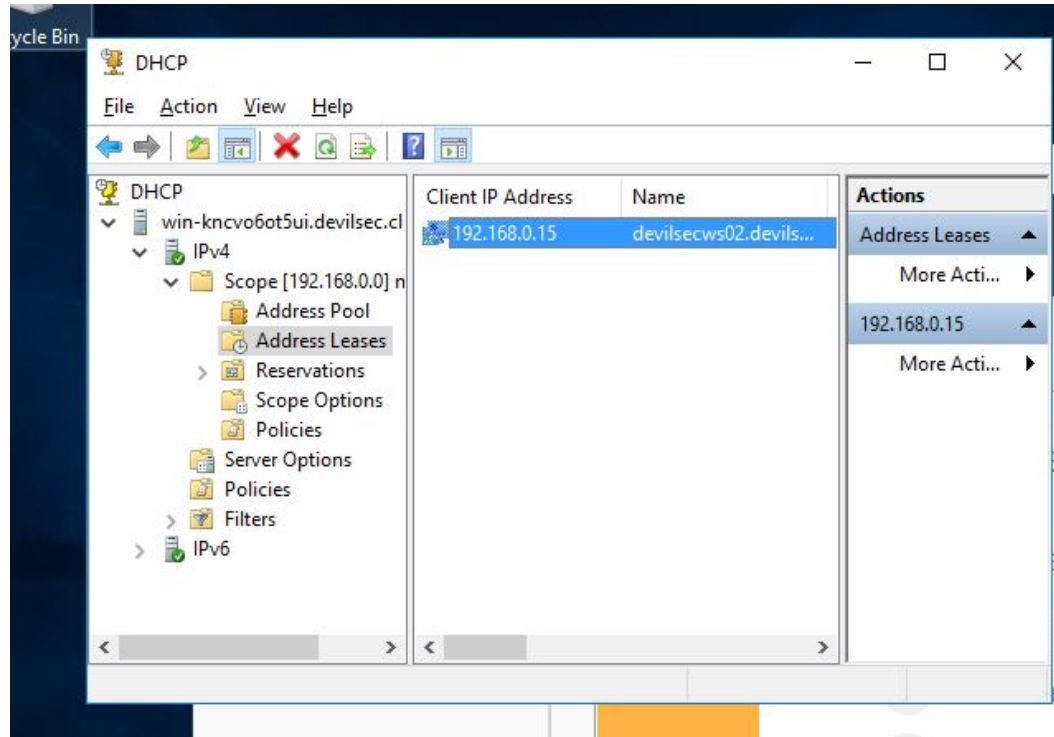 ycle Bin
DHCP
File Action View Help
DHCP
win-kncvo6ot5ui.devilsec.cl
IPv4
Scope [192.168.0.0] n
Address Pool
Address Leases
Reservations
Scope Options
Policies
Server Options
Policies
Filters
IPv6
Client IP Address Name
192.168.0.15 devilsecws02.devils...
Actions
Address Leases
More Acti...
192.168.0.15
More Acti...